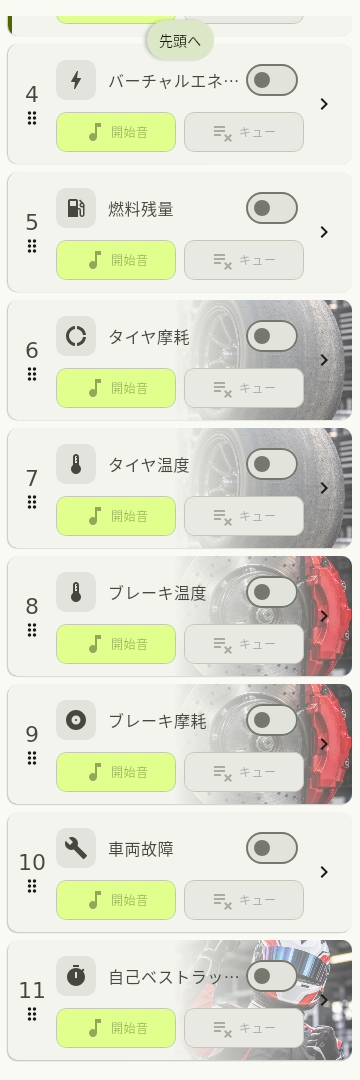 先頭へ
4
バーチャルエネ…
開始音
キュー
5
燃料残量
開始音
キュー
6
タイヤ摩耗
開始音
キュー
7
タイヤ温度
開始音
キュー
8
ブレーキ温度
開始音
キュー
9
ブレーキ摩耗
開始音
キュー
10
車両故障
開始音
キュー
11
自己ベストラッ…
開始音
キュー